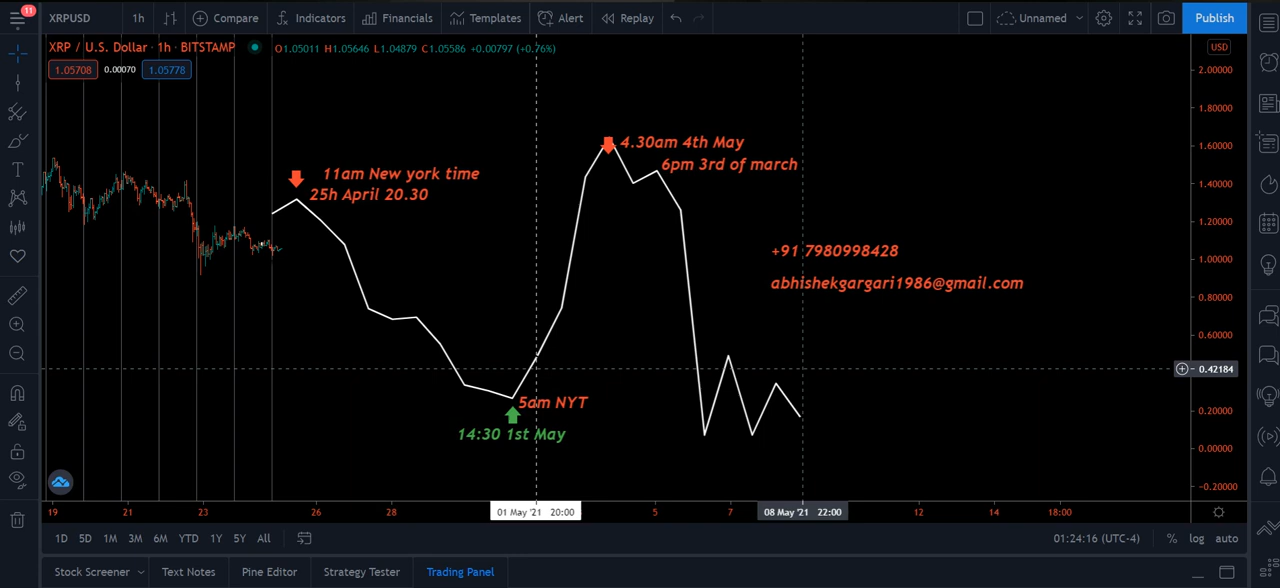 11
XRPUSD
1h
Compare
Indicators
Financials
Templates
Alert
Replay
Unnamed
Publish
XRP / U.S. Dollar · 1h · BITSTAMP
O1.05011 H1.05646 L1.04879 C1.05586 +0.00797 (+0.76%)
1.05708 0.00070 1.05778
USD
2.00000
1.80000
1.60000
1.40000
1.20000
1.00000
0.80000
0.60000
0.42184
0.20000
0.00000
-0.20000
4.30am 4th May
6pm 3rd of march
11am New york time
25h April 20.30
+91 7980998428
abhishekgargari1986@gmail.com
5am NYT
14:30 1st May
19 21 23 26 28 01 May '21 20:00 5 7 08 May '21 22:00 12 14 18:00
1D 5D 1M 3M 6M YTD 1Y 5Y All
01:24:16 (UTC-4) % log auto
Stock Screener
Text Notes
Pine Editor
Strategy Tester
Trading Panel